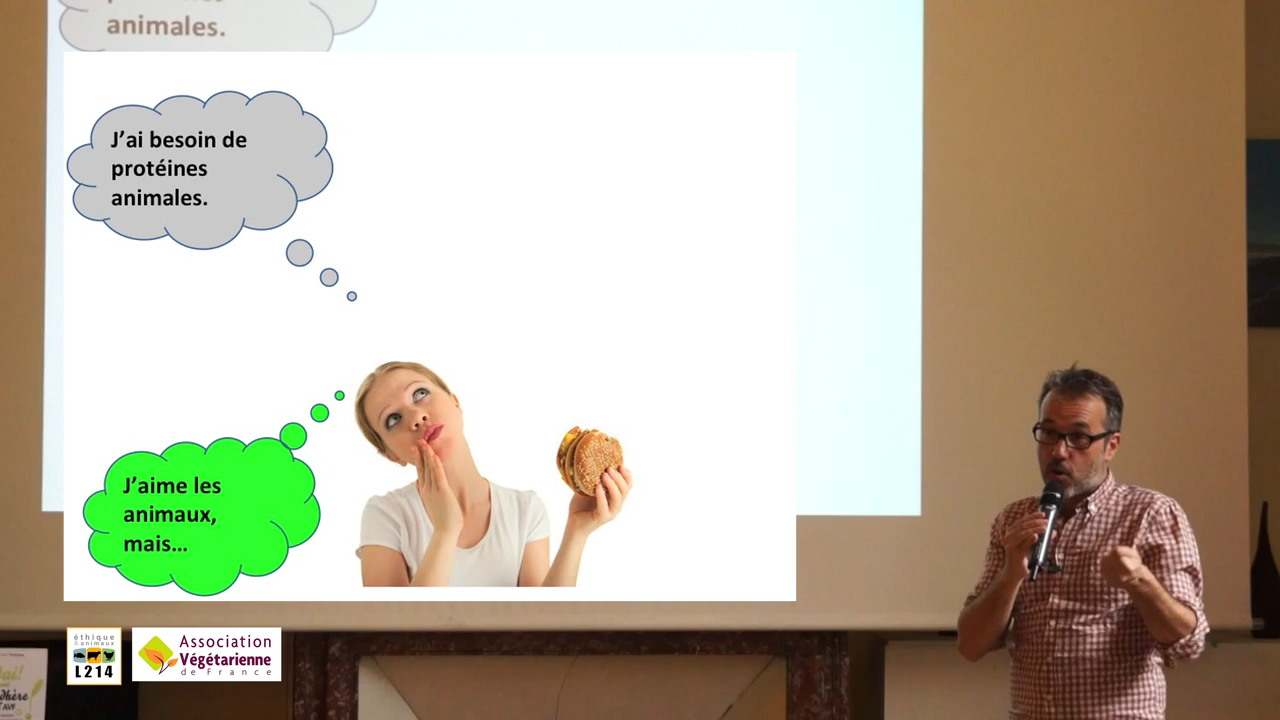 animales.
J'ai besoin de
protéines
animales.
J'aime les
animaux,
mais...
éthique
& animaux
L214
Association
Végétarienne
de France